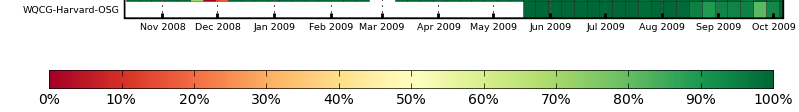 WQCG-Harvard-OSG
Nov 2008 Dec 2008 Jan 2009 Feb 2009 Mar 2009 Apr 2009 May 2009 Jun 2009 Jul 2009 Aug 2009 Sep 2009 Oct 2009
0% 10% 20% 30% 40% 50% 60% 70% 80% 90% 100%